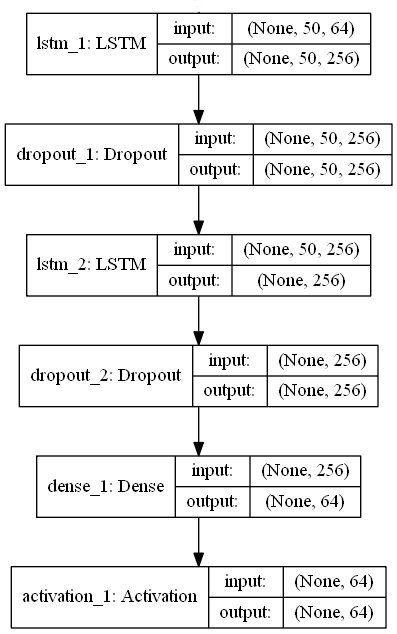 lstm_1: LSTM
input: (None, 50, 64)
output: (None, 50, 256)
dropout_1: Dropout
input: (None, 50, 256)
output: (None, 50, 256)
lstm_2: LSTM
input: (None, 50, 256)
output: (None, 256)
dropout_2: Dropout
input: (None, 256)
output: (None, 256)
dense_1: Dense
input: (None, 256)
output: (None, 64)
activation_1: Activation
input: (None, 64)
output: (None, 64)